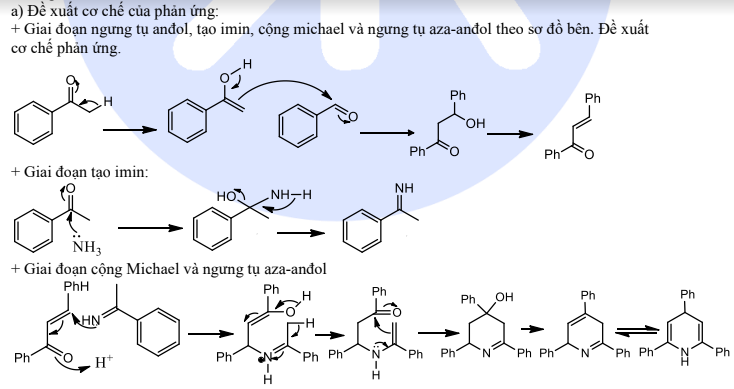 a) Đề xuất cơ chế của phản ứng:
+ Giai đoạn ngưng tụ anđol, tạo imin, cộng michael và ngưng tụ aza-anđol theo sơ đồ bên. Đề xuất
cơ chế phản ứng.
O H
O H
O
Ph
OH
Ph O
Ph
Ph O
+ Giai đoạn tạo imin:
O
NH3
HO NH-H
NH
+ Giai đoạn cộng Michael và ngưng tụ aza-anđol
PhH
HN
Ph O H+
Ph H
O
H
Ph N Ph
H
Ph
O
Ph N Ph
H
Ph OH
Ph N Ph
Ph
Ph N Ph
Ph
Ph N Ph
H